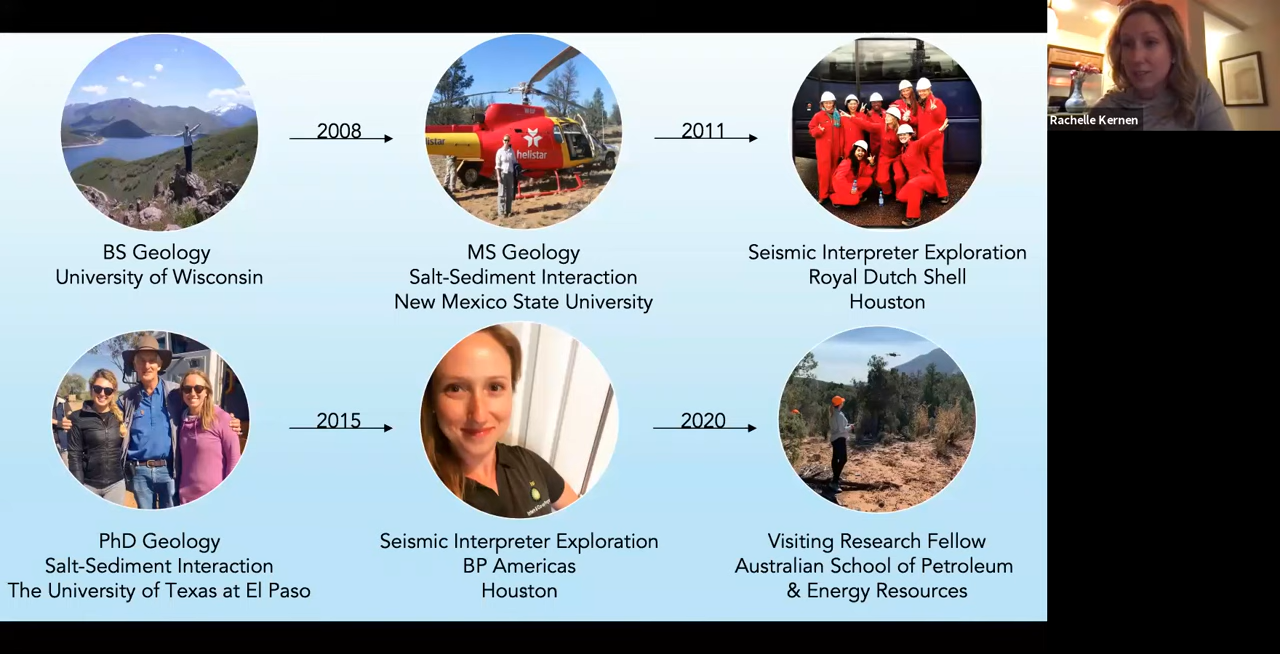 Rachelle Kernen
2008
2011
helistar
BS Geology
University of Wisconsin
MS Geology
Salt-Sediment Interaction
New Mexico State University
Seismic Interpreter Exploration
Royal Dutch Shell
Houston
2015
2020
PhD Geology
Salt-Sediment Interaction
The University of Texas at El Paso
Seismic Interpreter Exploration
BP Americas
Houston
Visiting Research Fellow
Australian School of Petroleum
& Energy Resources